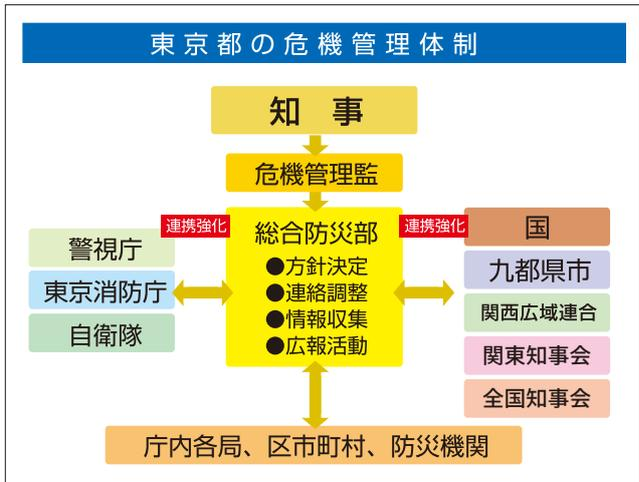 東京都の危機管理体制
知　事
危機管理監
連携強化
総合防災部
●方針決定
●連絡調整
●情報収集
●広報活動
連携強化
警視庁
東京消防庁
自衛隊
国
九都県市
関西広域連合
関東知事会
全国知事会
庁内各局、区市町村、防災機関